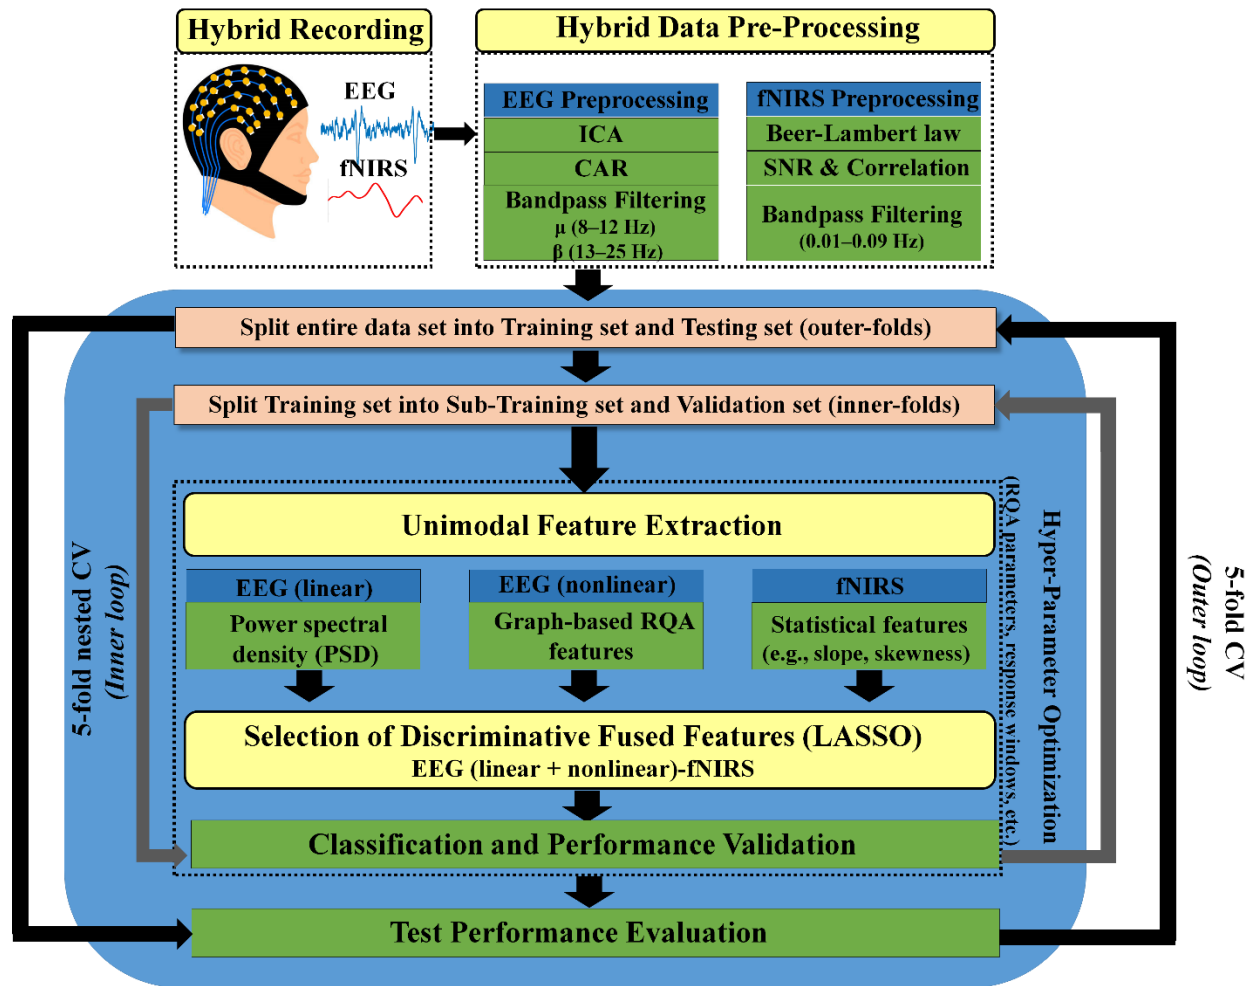 Hybrid Recording
EEG
fNIRS
Hybrid Data Pre-Processing
EEG Preprocessing
ICA
CAR
Bandpass Filtering
μ (8–12 Hz)
β (13–25 Hz)
fNIRS Preprocessing
Beer-Lambert law
SNR & Correlation
Bandpass Filtering
(0.01–0.09 Hz)
Split entire data set into Training set and Testing set (outer-folds)
Split Training set into Sub-Training set and Validation set (inner-folds)
5-fold nested CV
(Inner loop)
Unimodal Feature Extraction
EEG (linear)
Power spectral
density (PSD)
EEG (nonlinear)
Graph-based RQA
features
fNIRS
Statistical features
(e.g., slope, skewness)
Selection of Discriminative Fused Features (LASSO)
EEG (linear + nonlinear)-fNIRS
Classification and Performance Validation
Hyper-Parameter Optimization
(RQA parameters, response windows, etc.)
5-fold CV
(Outer loop)
Test Performance Evaluation